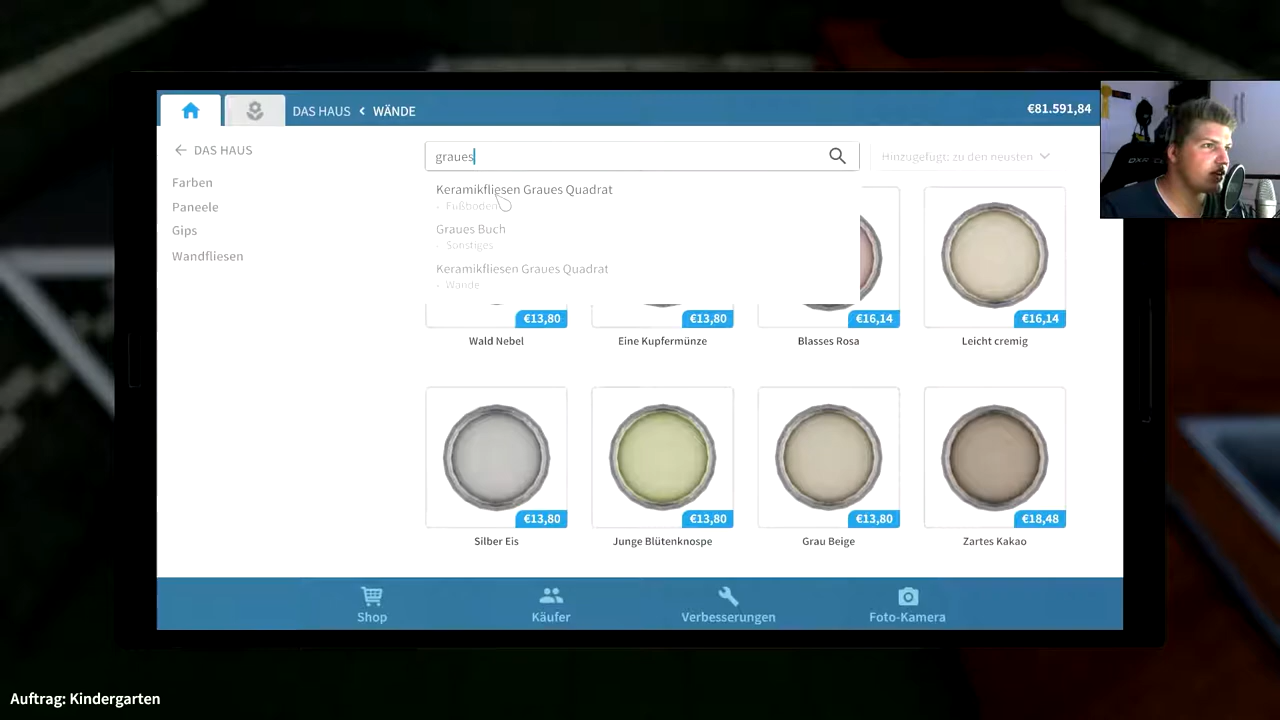 DAS HAUS < WÄNDE
€81.591,84
← DAS HAUS
Farben
Paneele
Gips
Wandfliesen
graues
Hinzugefügt: zu den neusten
Keramikfliesen Graues Quadrat
- Fußboden
Graues Buch
- Sonstiges
Keramikfliesen Graues Quadrat
- Wände
€13,80
€13,80
€16,14
€16,14
Wald Nebel
Eine Kupfermünze
Blasses Rosa
Leicht cremig
€13,80
€13,80
€13,80
€18,48
Silber Eis
Junge Blütenknospe
Grau Beige
Zartes Kakao
Shop
Käufer
Verbesserungen
Foto-Kamera
Auftrag: Kindergarten